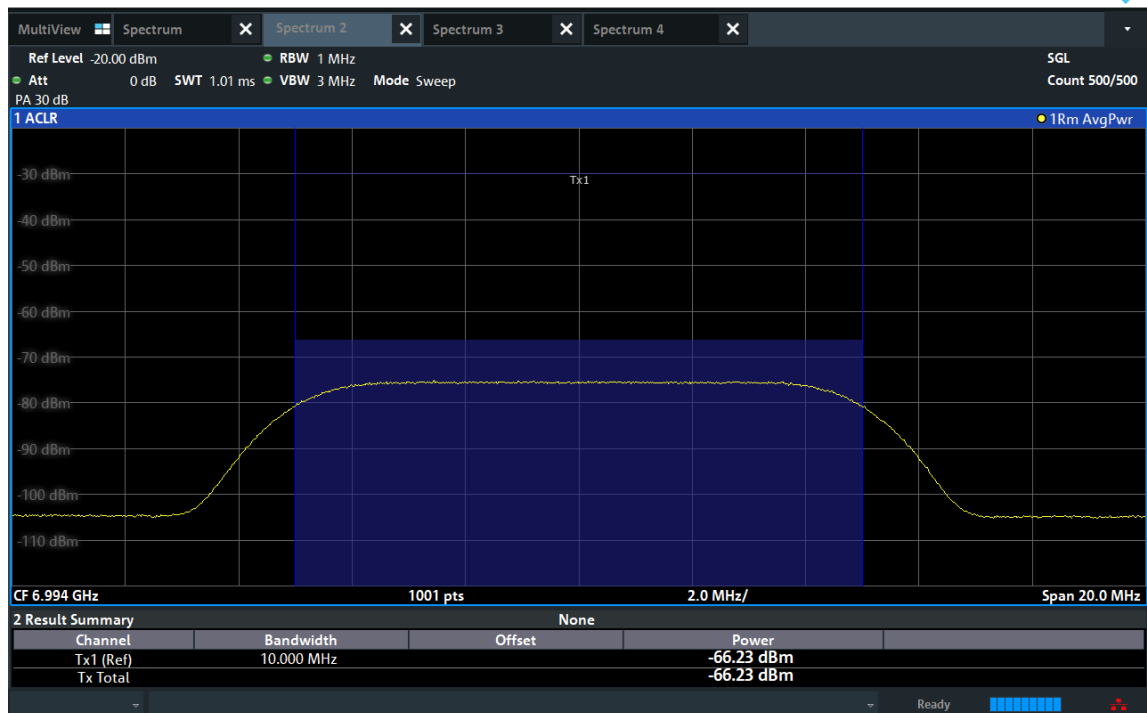 MultiView Spectrum Spectrum 2 Spectrum 3 Spectrum 4
Ref Level -20.00 dBm RBW 1 MHz SGL
Att 0 dB SWT 1.01 ms VBW 3 MHz Mode Sweep Count 500/500
PA 30 dB
1 ACLR 1Rm AvgPwr
-30 dBm
Tx1
-40 dBm
-50 dBm
-60 dBm
-70 dBm
-80 dBm
-90 dBm
-100 dBm
-110 dBm
CF 6.994 GHz 1001 pts 2.0 MHz/ Span 20.0 MHz
2 Result Summary None
Channel Bandwidth Offset Power
Tx1 (Ref) 10.000 MHz -66.23 dBm
Tx Total -66.23 dBm
Ready